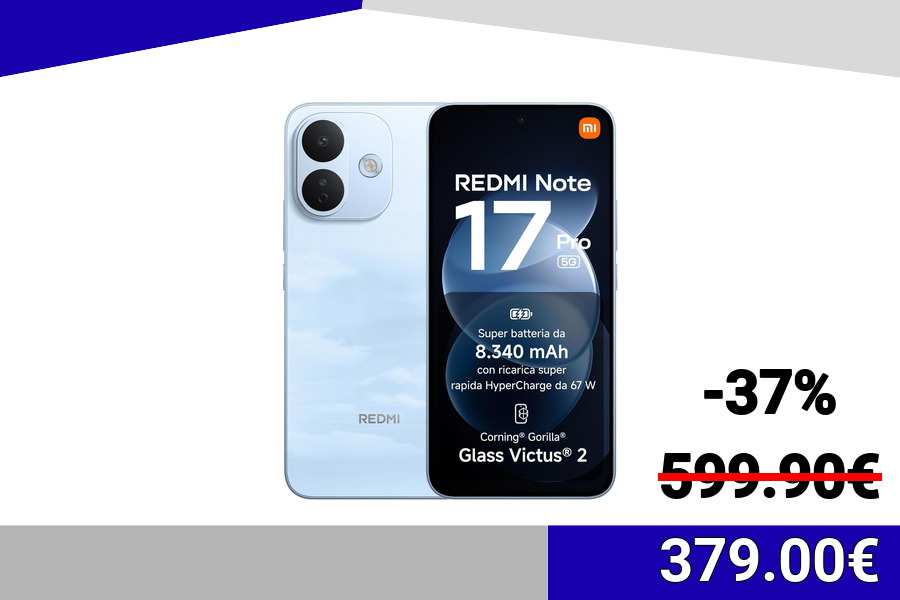 mi
REDMI Note
17 Pro
5G
Super batteria da
8.340 mAh
con ricarica super
rapida HyperCharge da 67 W
Corning® Gorilla®
Glass Victus® 2
REDMI
-37%
599.90€
379.00€